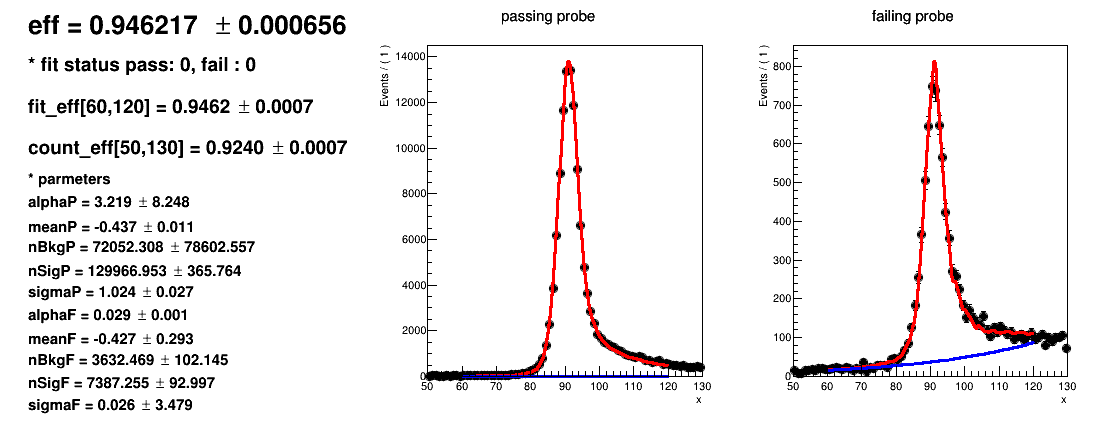 eff = 0.946217 ± 0.000656
* fit status pass: 0, fail : 0
fit_eff[60,120] = 0.9462 ± 0.0007
count_eff[50,130] = 0.9240 ± 0.0007
* parmeters
alphaP = 3.219 ± 8.248
meanP = -0.437 ± 0.011
nBkgP = 72052.308 ± 78602.557
nSigP = 129966.953 ± 365.764
sigmaP = 1.024 ± 0.027
alphaF = 0.029 ± 0.001
meanF = -0.427 ± 0.293
nBkgF = 3632.469 ± 102.145
nSigF = 7387.255 ± 92.997
sigmaF = 0.026 ± 3.479
passing probe
Events / ( 1 )
14000
12000
10000
8000
6000
4000
2000
0
50 60 70 80 90 100 110 120 130
x
failing probe
Events / ( 1 )
800
700
600
500
400
300
200
100
0
50 60 70 80 90 100 110 120 130
x